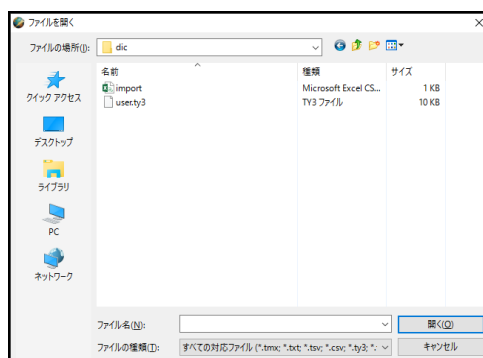 ファイルを開く
ファイルの場所(I):
dic
名前
種類
サイズ
import
Microsoft Excel CS...
1 KB
user.ty3
TY3 ファイル
10 KB
クイック アクセス
デスクトップ
ライブラリ
PC
ネットワーク
ファイル名(N):
開く(O)
ファイルの種類(T):
すべての対応ファイル (*.tmx; *.txt; *.tsv; *.csv; *.ty3; *.
キャンセル